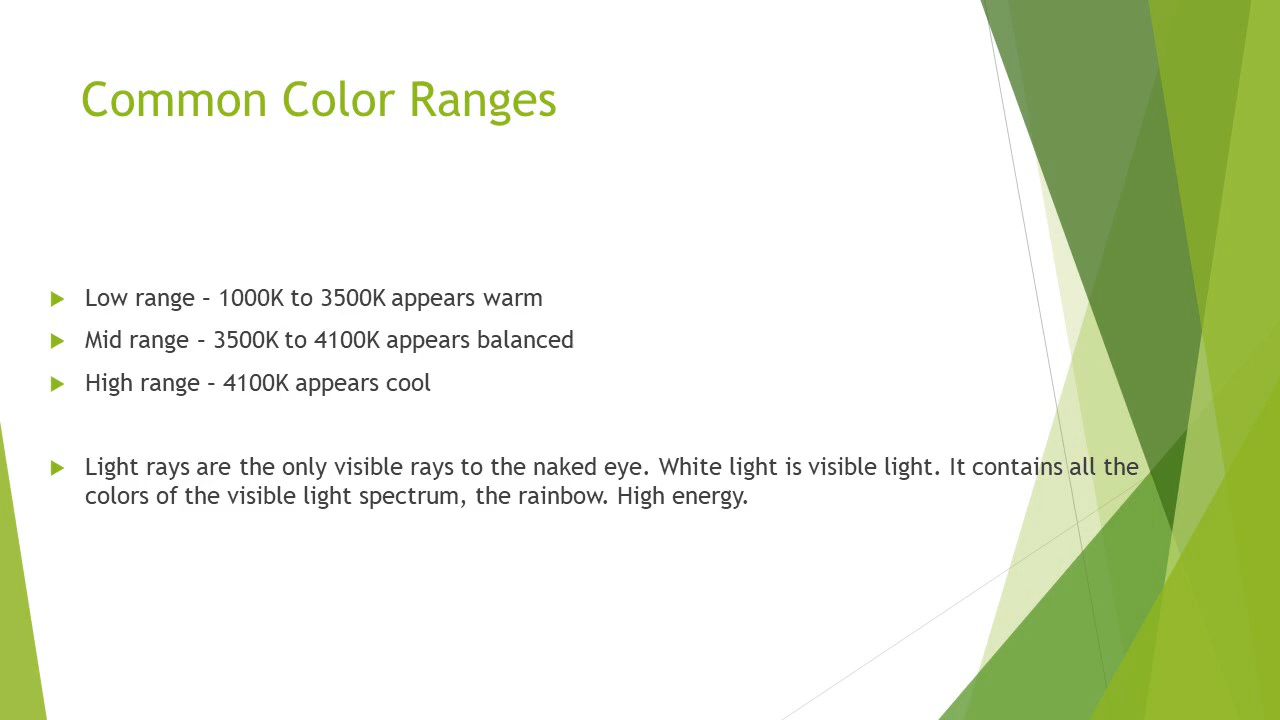 Common Color Ranges
Low range – 1000K to 3500K appears warm
Mid range – 3500K to 4100K appears balanced
High range – 4100K appears cool
Light rays are the only visible rays to the naked eye. White light is visible light. It contains all the
colors of the visible light spectrum, the rainbow. High energy.